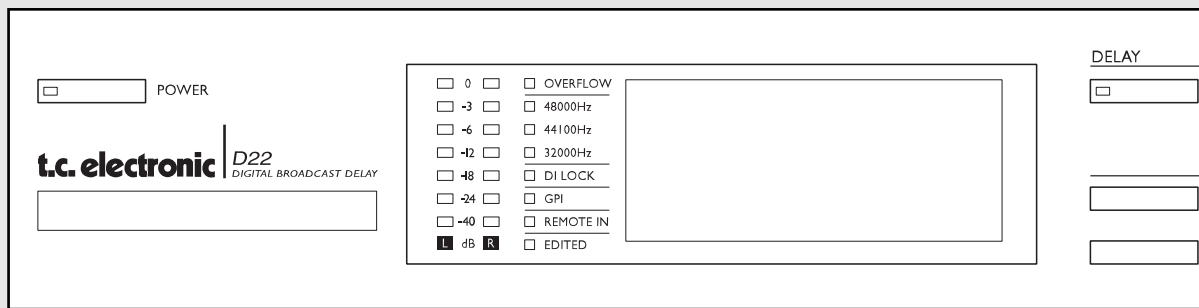 POWER
t.c. electronic
D22
DIGITAL BROADCAST DELAY
0
-3
-6
-12
-18
-24
-40
L dB R
OVERFLOW
48000Hz
44100Hz
32000Hz
DI LOCK
GPI
REMOTE IN
EDITED
DELAY